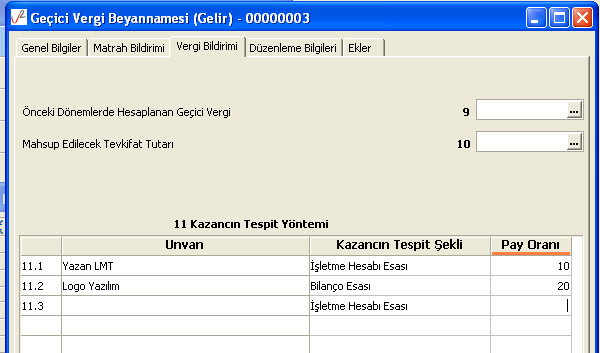 Geçici Vergi Beyannamesi (Gelir) - 00000003
Genel Bilgiler Matrah Bildirimi Vergi Bildirimi Düzenleme Bilgileri Ekler
Önceki Dönemlerde Hesaplanan Geçici Vergi 9 ...
Mahsup Edilecek Tevkifat Tutarı 10 ...
11 Kazancın Tespit Yöntemi
Unvan Kazancın Tespit Şekli Pay Oranı
11.1 Yazan LMT İşletme Hesabı Esası 10
11.2 Logo Yazılım Bilanço Esası 20
11.3 İşletme Hesabı Esası